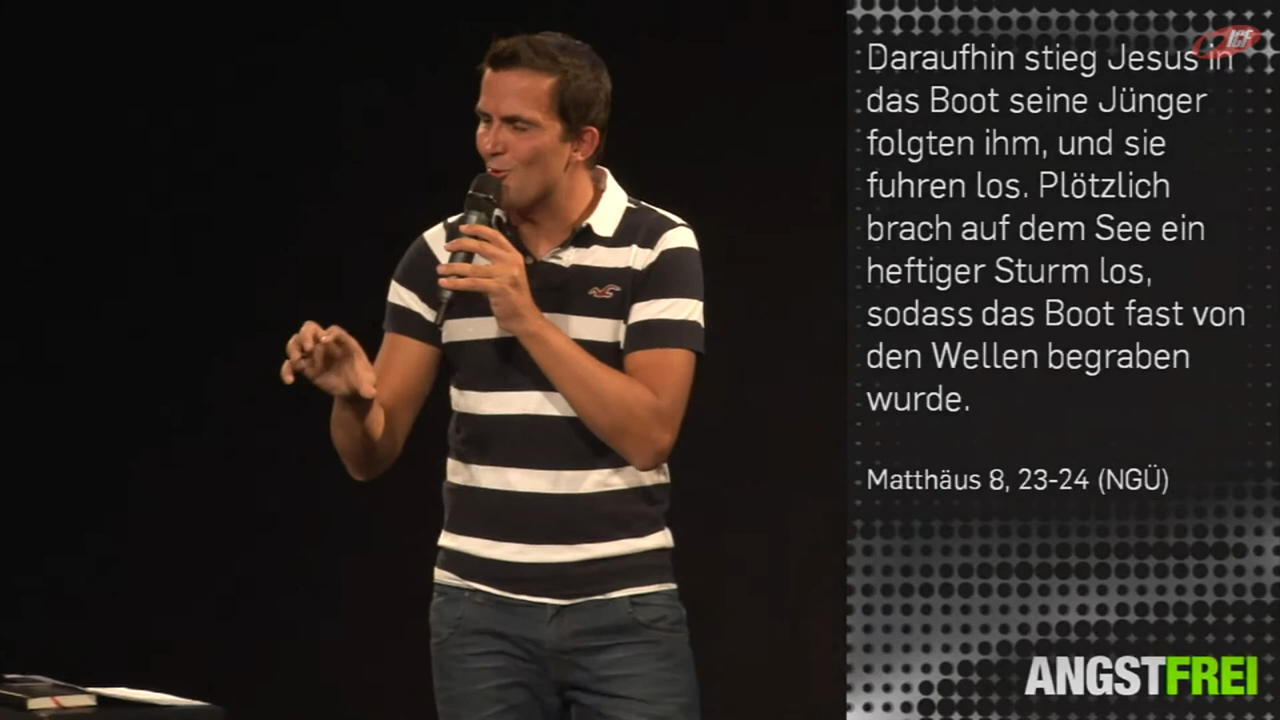 ICF
Daraufhin stieg Jesus in
das Boot seine Jünger
folgten ihm, und sie
fuhren los. Plötzlich
brach auf dem See ein
heftiger Sturm los,
sodass das Boot fast von
den Wellen begraben
wurde.
Matthäus 8, 23-24 (NGÜ)
ANGSTFREI